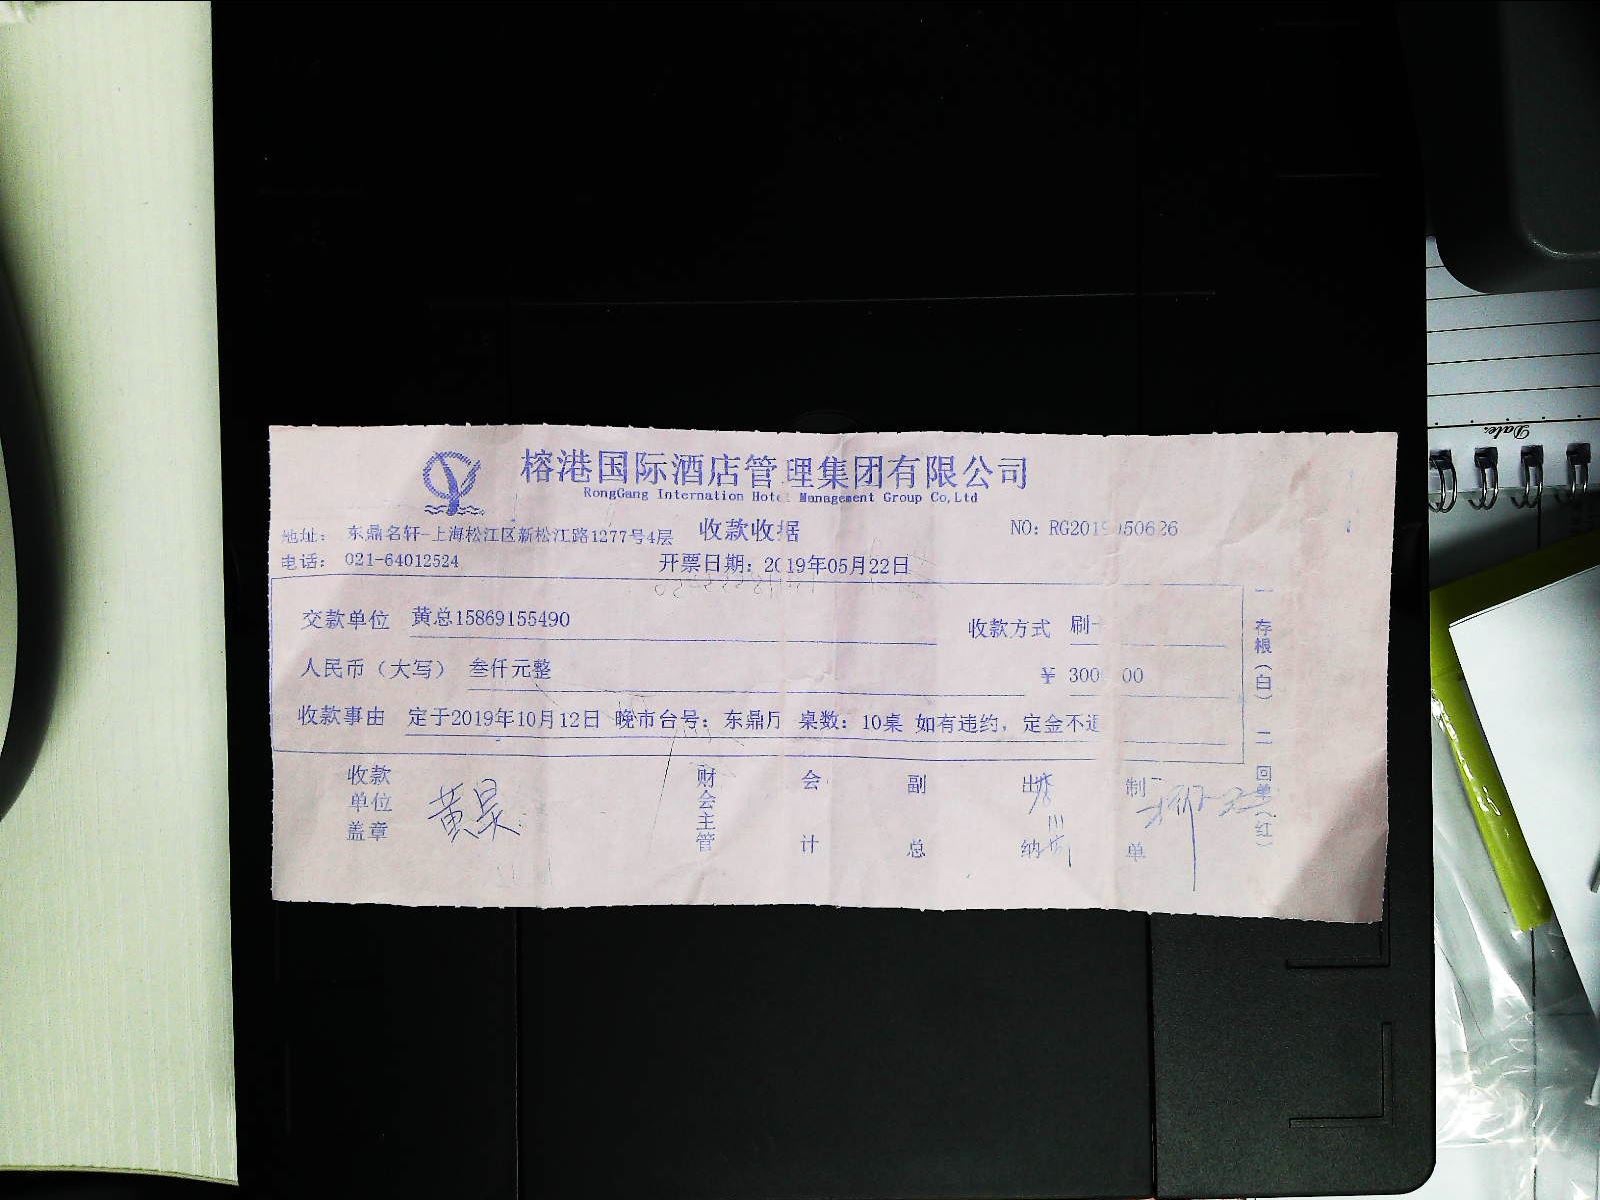 榕港国际酒店管理集团有限公司
RongGang Internation Hotel Management Group Co,Ltd
地址: 东鼎名轩-上海松江区新松江路1277号4层 收款收据 NO: RG201 50626
电话: 021-64012524 开票日期: 2019年05月22日
交款单位 黄总15869155490 收款方式 刷
人民币（大写） 叁仟元整 ¥ 300 00
收款事由 定于2019年10月12日 晚市台号: 东鼎厅 桌数: 10桌 如有违约, 定金不
收款单位盖章 黄昊 财会主管 会计 副总 出纳 制单
一 存根（白） 二 回单（红）
Date: